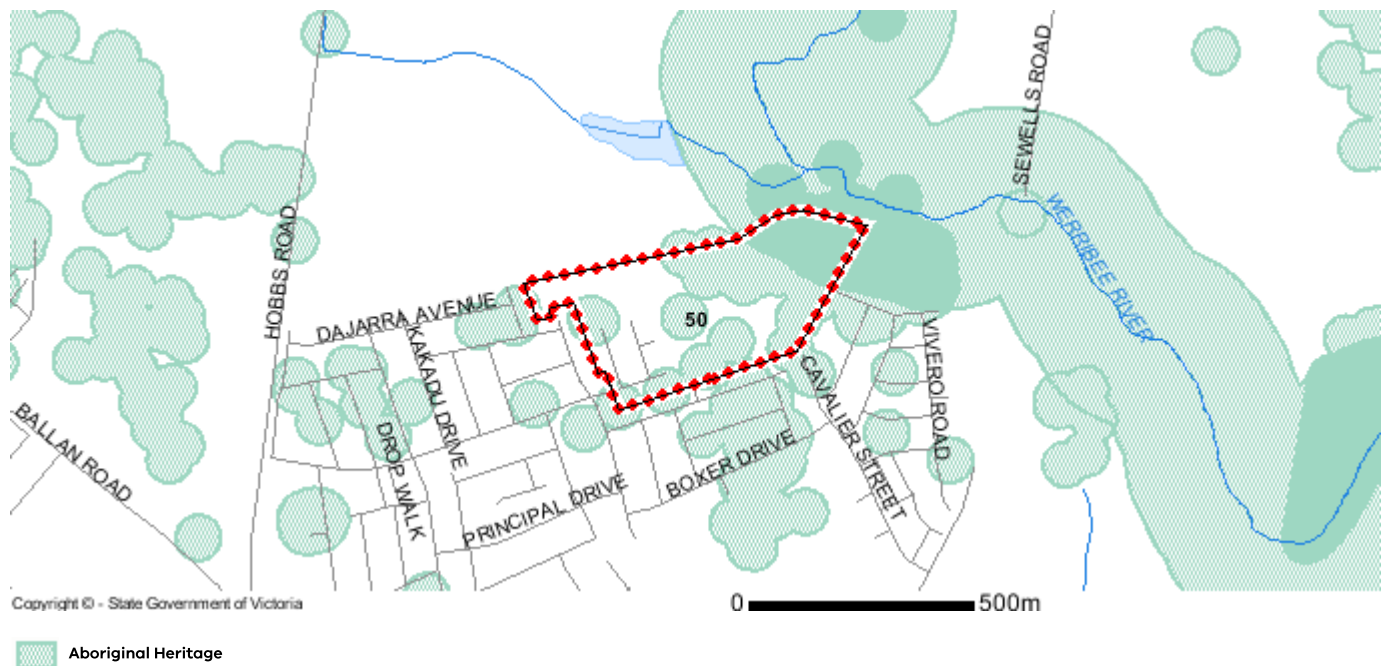 SEWELLS ROAD
WERRIBEE RIVER
HOBBS ROAD
DAJARRA AVENUE
50
KAKADU DRIVE
VIVERO ROAD
CAVALIER STREET
BALLAN ROAD
DROP WALK
BOXER DRIVE
PRINCIPAL DRIVE
Copyright © - State Government of Victoria
0 500m
Aboriginal Heritage